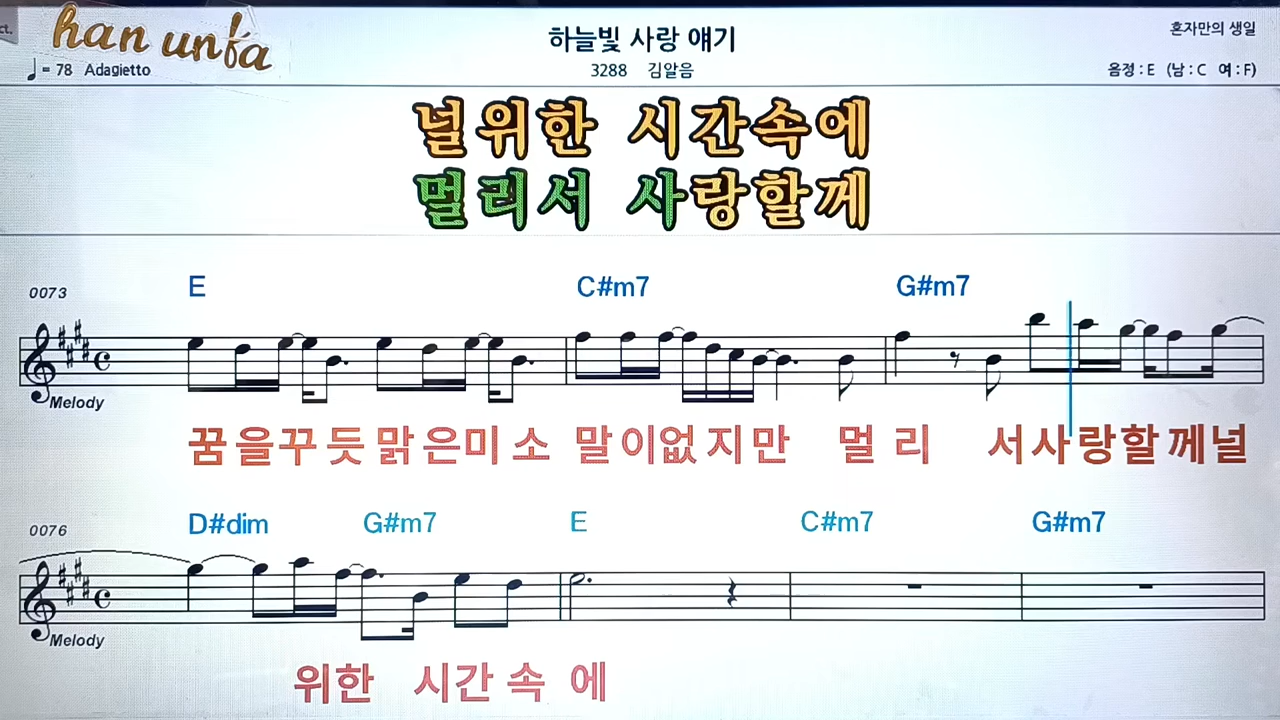 ct.
han unfa
♩= 78 Adagietto
하늘빛 사랑 얘기
3288 김알음
혼자만의 생일
음정 : E (남 : C 여 : F)
널위한 시간속에
멀리서 사랑할께
E C#m7 G#m7
0073
Melody
꿈을꾸듯맑은미소 말이없지만 멀리 서사랑할께널
D#dim G#m7 E C#m7 G#m7
0076
Melody
위한 시간속에